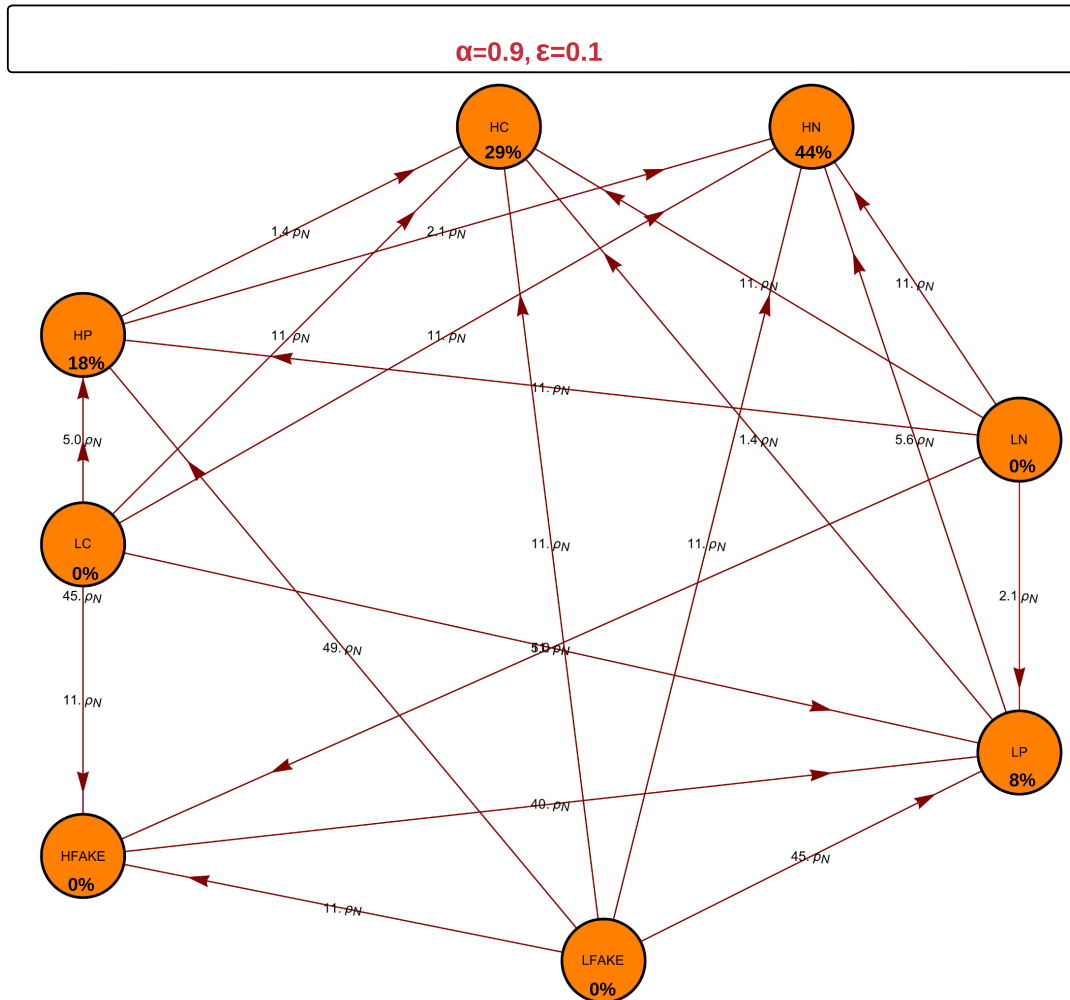 α=0.9, ε=0.1
HC
29%
HN
44%
1.4 ρN
2.1 ρN
11. ρN
11. ρN
HP
18%
11. ρN
11. ρN
11. ρN
5.0 ρN
1.4 ρN
5.6 ρN
LN
0%
LC
0%
11. ρN
11. ρN
45. ρN
2.1 ρN
49. ρN
ρN
11. ρN
LP
8%
40. ρN
HFAKE
0%
45. ρN
11. ρN
LFAKE
0%